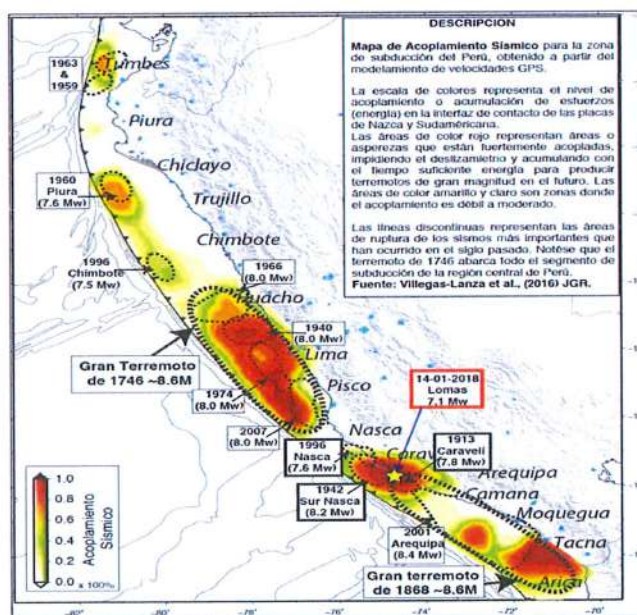 DESCRIPCION
Mapa de Acoplamiento Sísmico para la zona
de subducción del Perú, obtenido a partir del
modelamiento de velocidades GPS.
La escala de colores representa el nivel de
acoplamiento o acumulación de esfuerzos
(energía) en la interfaz de contacto de las placas
de Nazca y Sudaméricana.
Las áreas de color rojo representan áreas o
asperezas que están fuertemente acopladas,
impidiendo el deslizamietno y acumulando con
el tiempo suficiente energía para producir
terremotos de gran magnitud en el futuro. Las
áreas de color amarillo y claro son zonas donde
el acoplamiento es débil a moderado.
Las líneas discontinuas representan las áreas
de ruptura de los sismos más importantes que
han ocurrido en el siglo pasado. Notése que el
terremoto de 1746 abarca todo el segmento de
subducción de la región central de Perú.
Fuente: Villegas-Lanza et al., (2016) JGR.
1963
&
1959
Tumbes
Piura
Chiclayo
1960
Piura
(7.6 Mw)
Trujillo
Chimbote
1996
Chimbote
(7.5 Mw)
1966
(8.0 Mw)
Huacho
1940
(8.0 Mw)
Lima
Gran Terremoto
de 1746 ~8.6M
1974
(8.0 Mw)
Pisco
14-01-2018
Lomas
7.1 Mw
2007
(8.0 Mw)
Nasca
1996
Nasca
(7.6 Mw)
Carav
1913
Caravelí
(7.8 Mw)
Arequipa
1942
Sur Nasca
(8.2 Mw)
Camana
Moquegua
2001
Arequipa
(8.4 Mw)
Tacna
Gran terremoto
de 1868 ~8.6M
Arica
1.0
0.8
0.6
0.4
0.2
0.0
x 100%
Acoplamiento
Sísmico
-82°
-80°
-78°
-76°
-74°
-72°
-70°